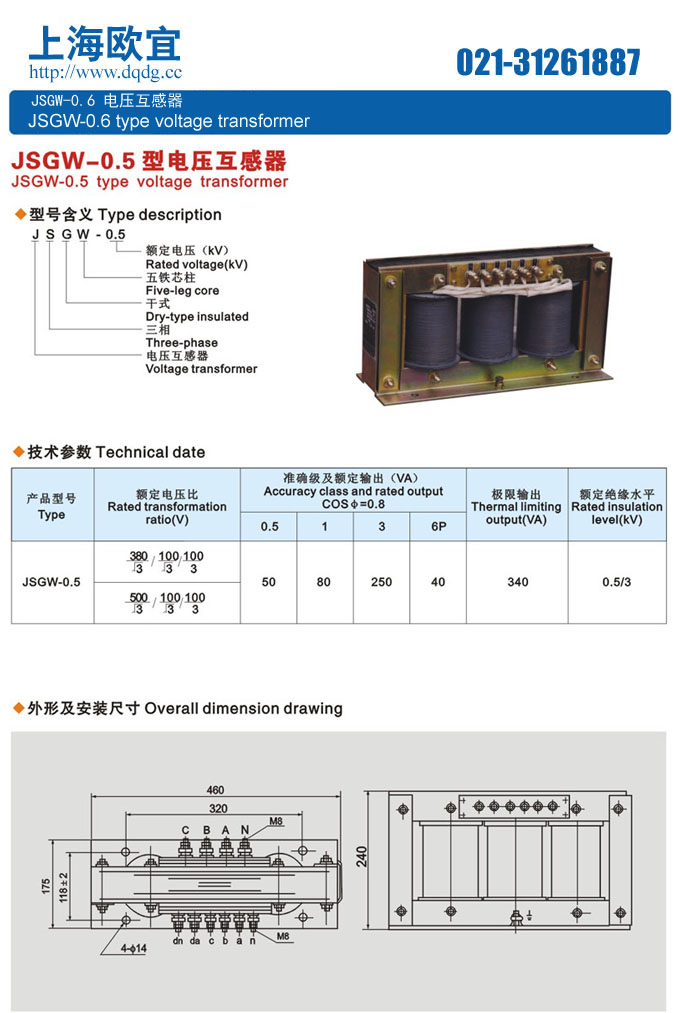 上海欧宜
http://www.dqdg.cc
021-31261887
JSGW-0.6 电压互感器
JSGW-0.6 type voltage transformer
JSGW-0.5 型电压互感器
JSGW-0.5 type voltage transformer
型号含义 Type description
J S G W - 0.5
额定电压（kV）
Rated voltage(kV)
五铁芯柱
Five-leg core
干式
Dry-type insulated
三相
Three-phase
电压互感器
Voltage transformer
技术参数 Technical date
产品型号
Type
额定电压比
Rated transformation
ratio(V)
准确级及额定输出（VA）
Accuracy class and rated output
COSφ=0.8
0.5 1 3 6P
极限输出
Thermal limiting
output(VA)
额定绝缘水平
Rated insulation
level(kV)
JSGW-0.5
380/√3 / 100/√3 / 100/3
500/√3 / 100/√3 / 100/3
50 80 250 40 340 0.5/3
外形及安装尺寸 Overall dimension drawing
460
320
C B A N
M8
175
118±2
4-φ14
dn da c b a n
M8
240